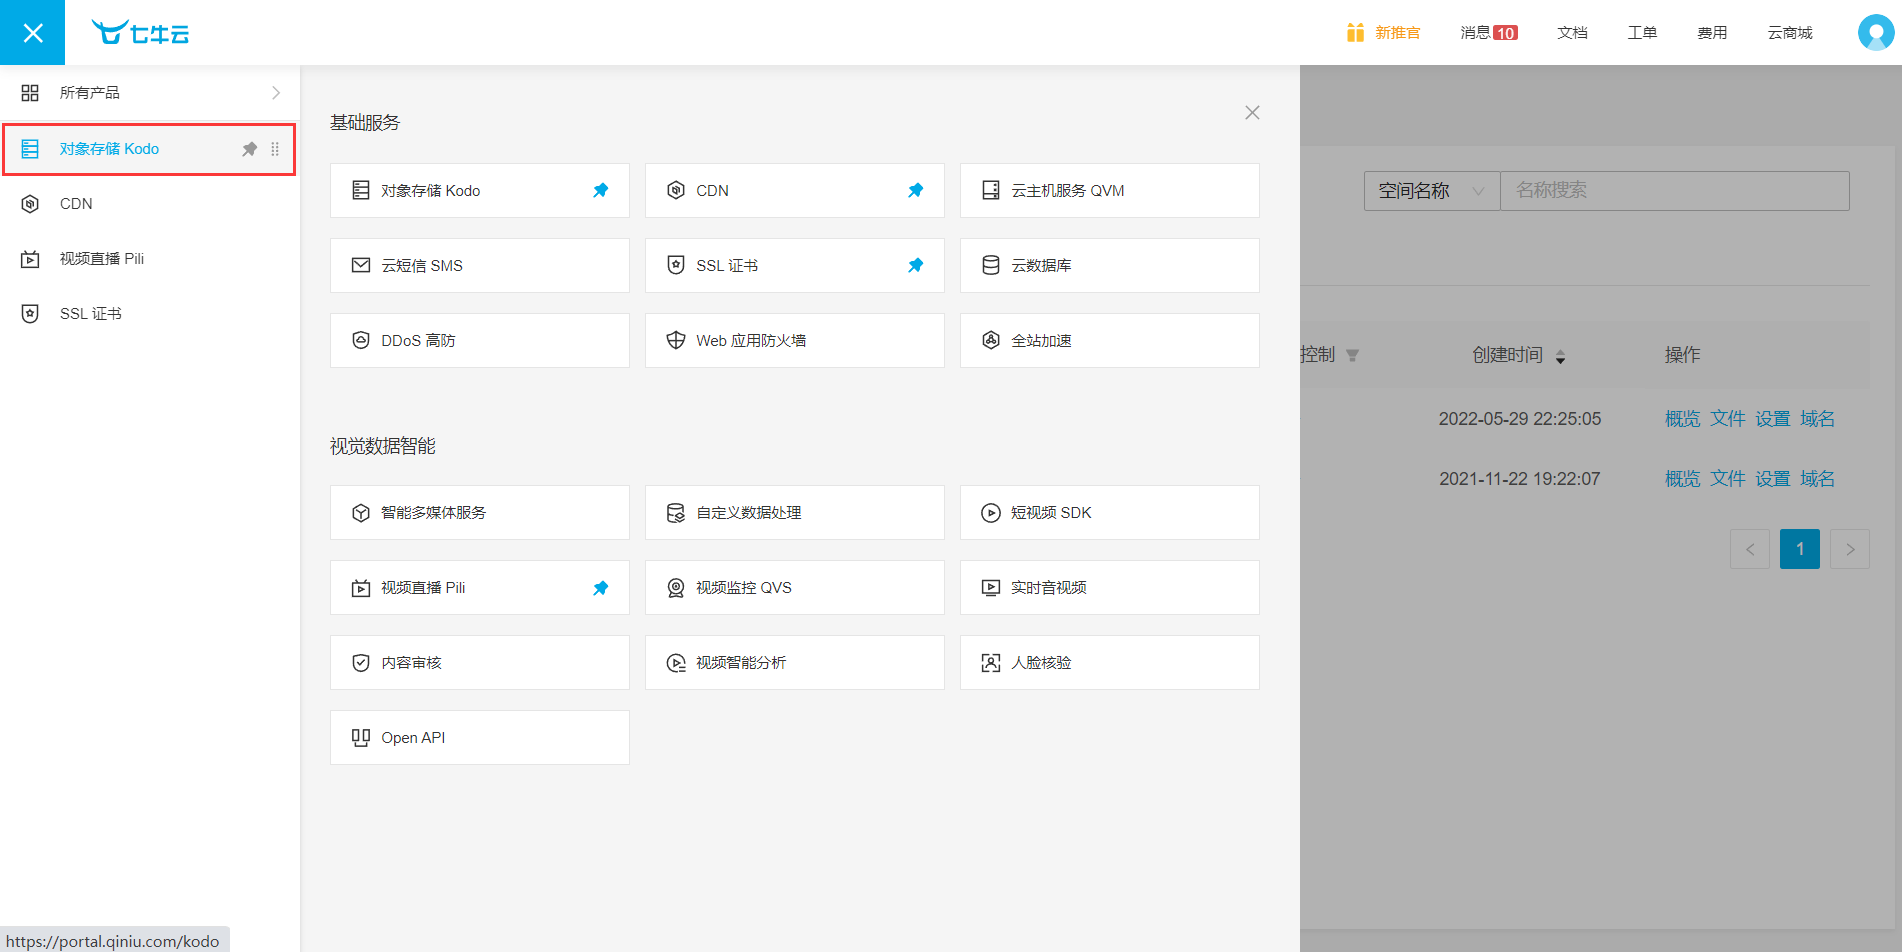 七牛云
新推官
消息 10
文档
工单
费用
云商城
所有产品
对象存储 Kodo
CDN
视频直播 Pili
SSL 证书
基础服务
对象存储 Kodo
CDN
云主机服务 QVM
云短信 SMS
SSL 证书
云数据库
DDoS 高防
Web 应用防火墙
全站加速
视觉数据智能
智能多媒体服务
自定义数据处理
短视频 SDK
视频直播 Pili
视频监控 QVS
实时音视频
内容审核
视频智能分析
人脸核验
Open API
空间名称
名称搜索
控制
创建时间
操作
2022-05-29 22:25:05
概览 文件 设置 域名
2021-11-22 19:22:07
概览 文件 设置 域名
< 1 >
https://portal.qiniu.com/kodo